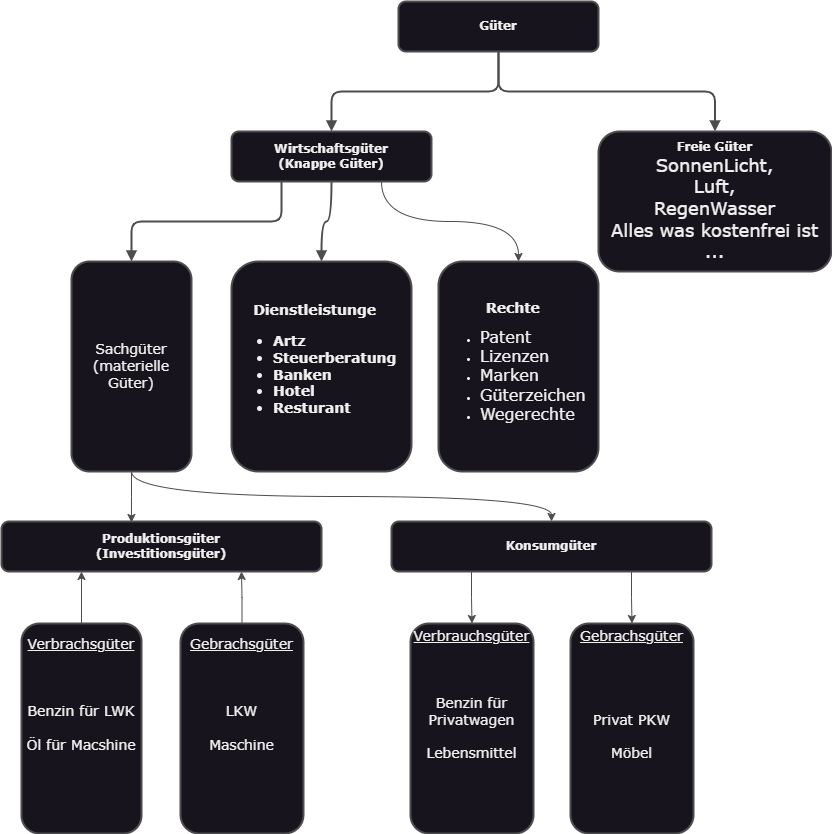 Güter
Wirtschaftsgüter
(Knappe Güter)
Freie Güter
SonnenLicht,
Luft,
RegenWasser
Alles was kostenfrei ist
...
Sachgüter
(materielle
Güter)
Dienstleistunge
• Artz
• Steuerberatung
• Banken
• Hotel
• Resturant
Rechte
• Patent
• Lizenzen
• Marken
• Güterzeichen
• Wegerechte
Produktionsgüter
(Investitionsgüter)
Konsumgüter
Verbrachsgüter
Benzin für LWK
Öl für Macshine
Gebrachsgüter
LKW
Maschine
Verbrauchsgüter
Benzin für
Privatwagen
Lebensmittel
Gebrachsgüter
Privat PKW
Möbel